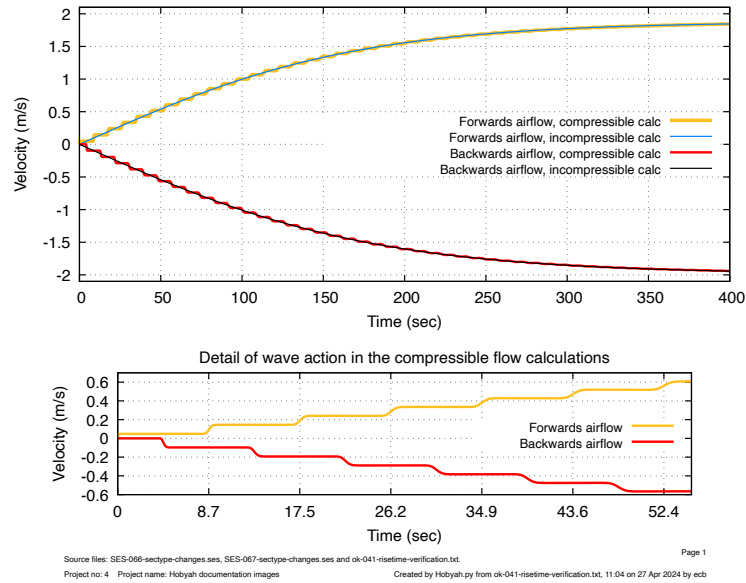 2
1.5
1
0.5
0
-0.5
-1
-1.5
-2
Velocity (m/s)
Forwards airflow, compressible calc
Forwards airflow, incompressible calc
Backwards airflow, compressible calc
Backwards airflow, incompressible calc
0 50 100 150 200 250 300 350 400
Time (sec)
Detail of wave action in the compressible flow calculations
0.6
0.4
0.2
0
-0.2
-0.4
-0.6
Velocity (m/s)
Forwards airflow
Backwards airflow
0 8.7 17.5 26.2 34.9 43.6 52.4
Time (sec)
Page 1
Source files: SES-066-sectype-changes.ses, SES-067-sectype-changes.ses and ok-041-risetime-verification.txt.
Project no: 4 Project name: Hobyah documentation images Created by Hobyah.py from ok-041-risetime-verification.txt, 11:04 on 27 Apr 2024 by ecb